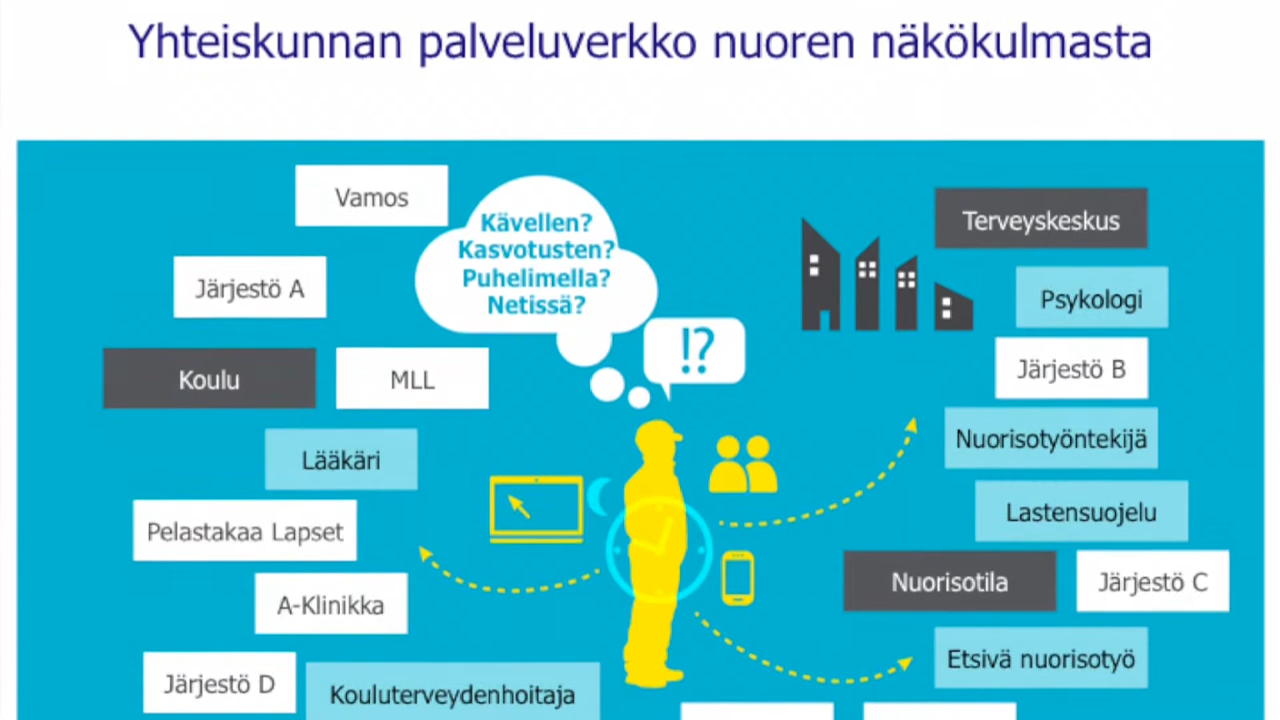 Yhteiskunnan palveluverkko nuoren näkökulmasta
Vamos
Kävellen?
Kasvotusten?
Puhelimella?
Netissä?
Terveyskeskus
Järjestö A
Psykologi
!?
Koulu
MLL
Järjestö B
Nuorisotyöntekijä
Lääkäri
Lastensuojelu
Pelastakaa Lapset
Nuorisotila
Järjestö C
A-Klinikka
Etsivä nuorisotyö
Järjestö D
Kouluterveydenhoitaja